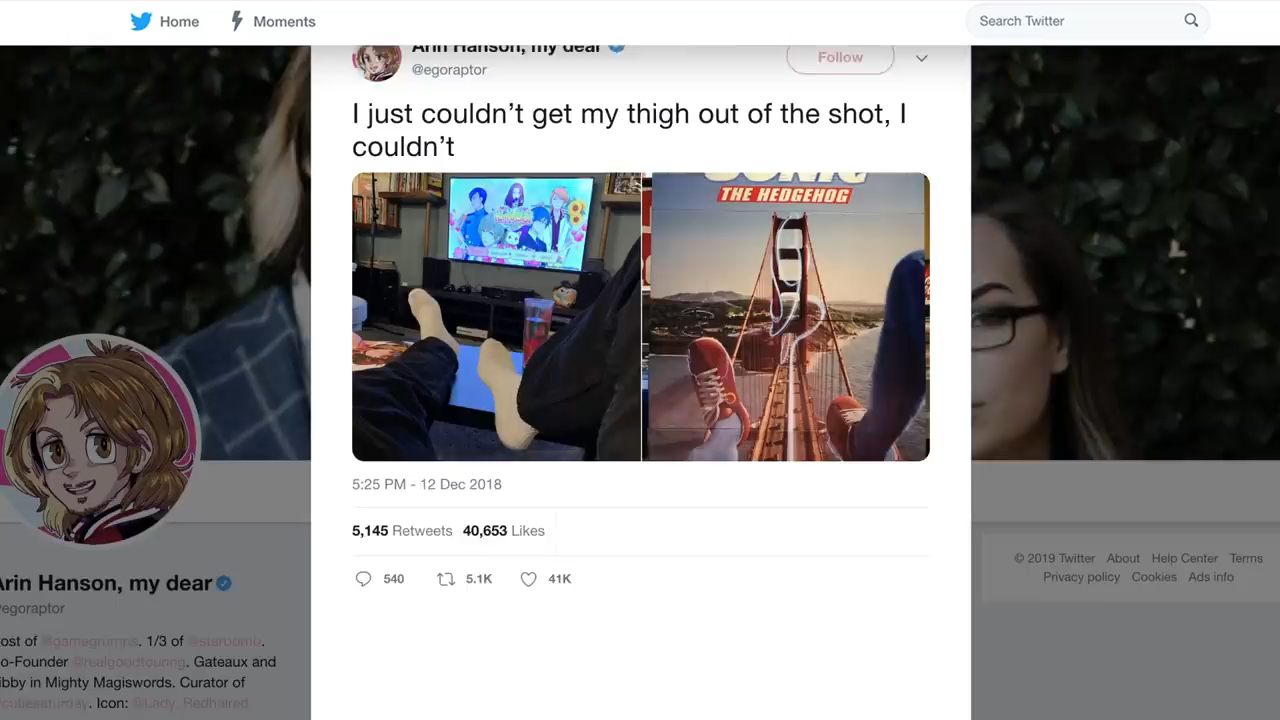 Home
Moments
Search Twitter
Arin Hanson, my dear
@egoraptor
Follow
I just couldn’t get my thigh out of the shot, I
couldn’t
SONIC
THE HEDGEHOG
5:25 PM - 12 Dec 2018
5,145 Retweets 40,653 Likes
540
5.1K
41K
Arin Hanson, my dear
egoraptor
ost of @gamegrumps. 1/3 of @starbomb.
o-Founder @realgoodtouring. Gateaux and
ibby in Mighty Magiswords. Curator of
cutiesaturday. Icon: @Lady_Redhaired
© 2019 Twitter About Help Center Terms
Privacy policy Cookies Ads info